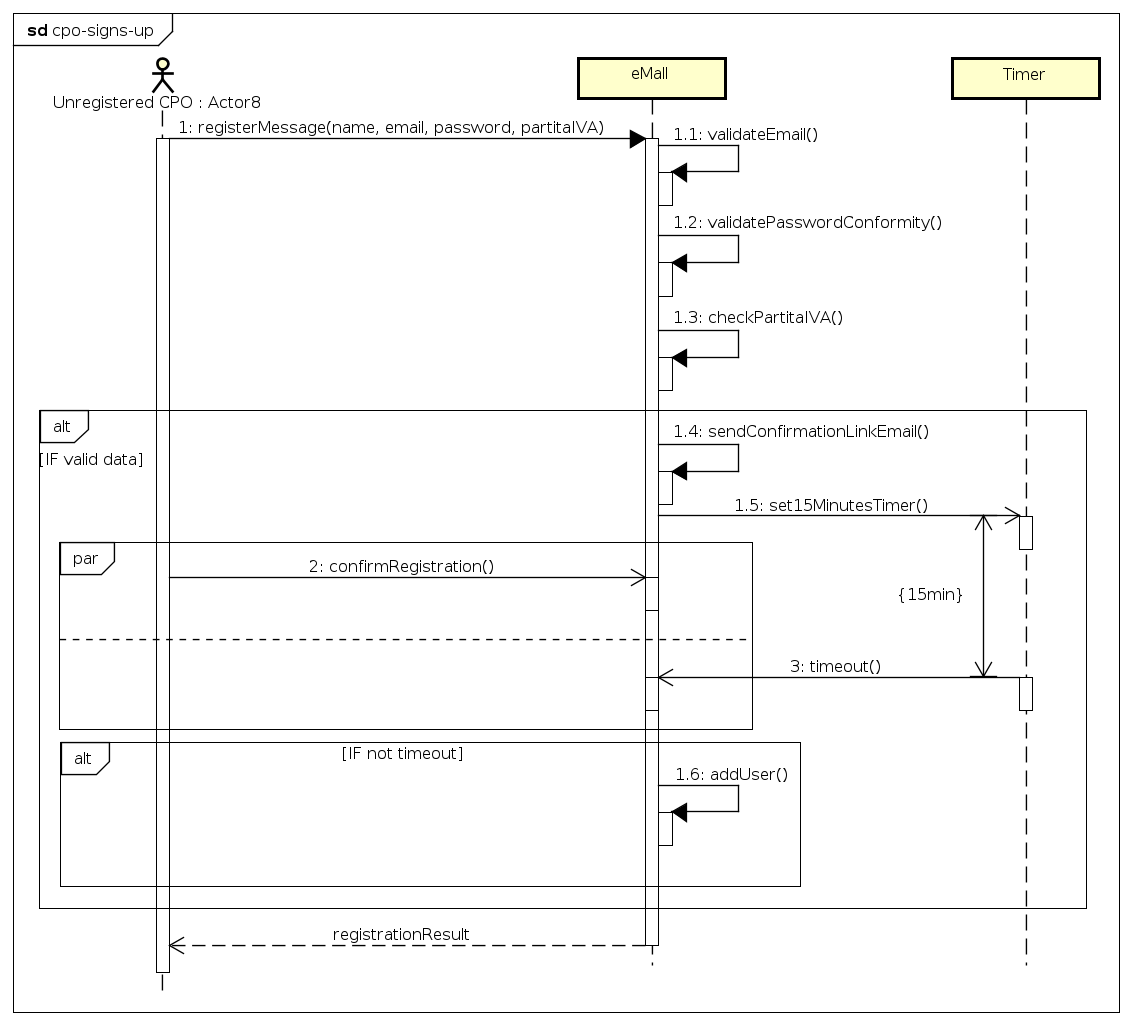 sd cpo-signs-up
Unregistered CPO : Actor8
eMall
Timer
1: registerMessage(name, email, password, partitaIVA)
1.1: validateEmail()
1.2: validatePasswordConformity()
1.3: checkPartitaIVA()
alt
[IF valid data]
1.4: sendConfirmationLinkEmail()
1.5: set15MinutesTimer()
par
2: confirmRegistration()
{15min}
3: timeout()
alt
[IF not timeout]
1.6: addUser()
registrationResult